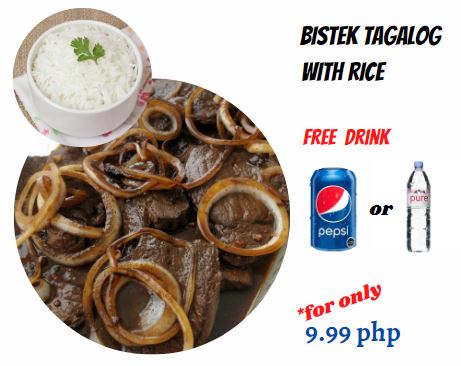 BISTEK TAGALOG
WITH RICE
FREE DRINK
pepsi
or
pure
*for only
9.99 php